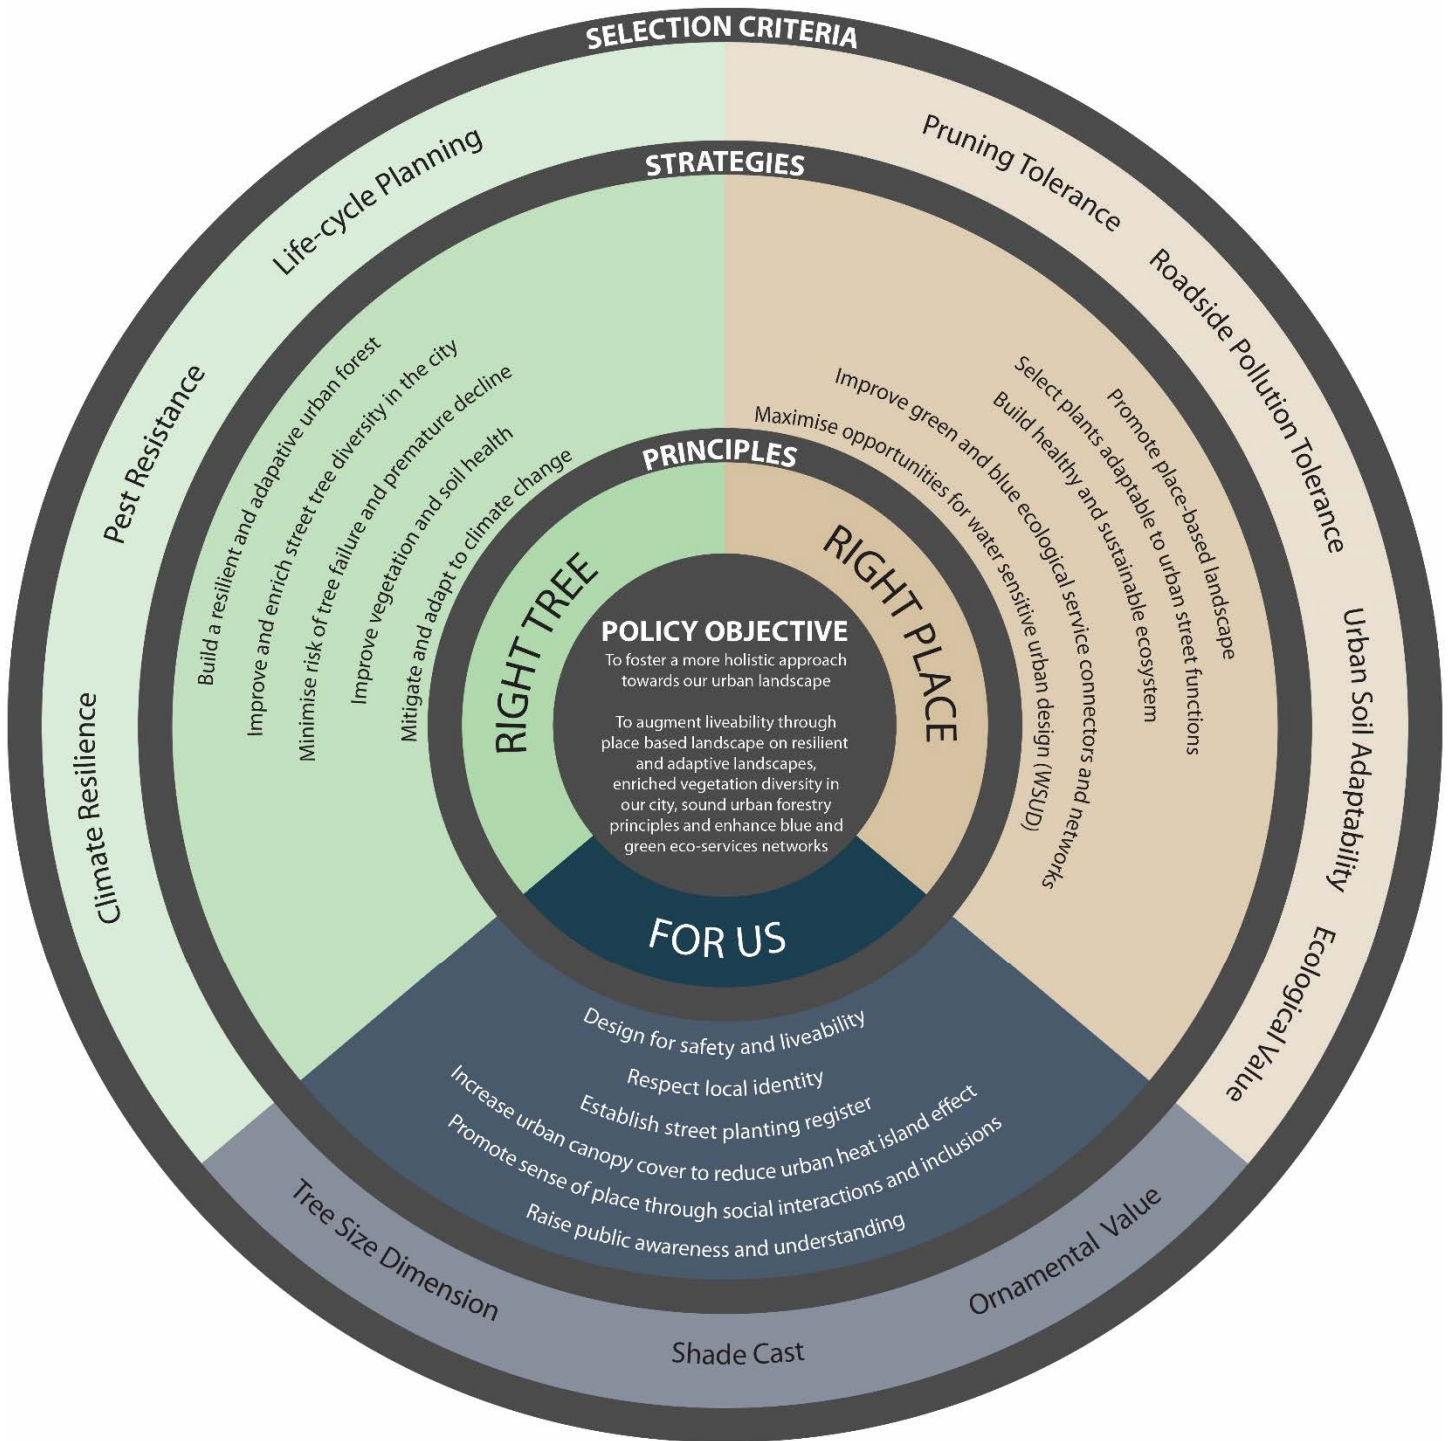 SELECTION CRITERIA
Life-cycle Planning
Pest Resistance
Climate Resilience
Pruning Tolerance
Roadside Pollution Tolerance
Urban Soil Adaptability
Ecological Value
Tree Size Dimension
Shade Cast
Ornamental Value
STRATEGIES
Build a resilient and adapative urban forest
Improve and enrich street tree diversity in the city
Minimise risk of tree failure and premature decline
Improve vegetation and soil health
Mitigate and adapt to climate change
Promote place-based landscape
Select plants adaptable to urban street functions
Build healthy and sustainable ecosystem
Improve green and blue ecological service connectors and networks
Maximise opportunities for water sensitive urban design (WSUD)
Design for safety and liveability
Respect local identity
Establish street planting register
Increase urban canopy cover to reduce urban heat island effect
Promote sense of place through social interactions and inclusions
Raise public awareness and understanding
PRINCIPLES
RIGHT TREE
RIGHT PLACE
FOR US
POLICY OBJECTIVE
To foster a more holistic approach
towards our urban landscape
To augment liveability through
place based landscape on resilient
and adaptive landscapes,
enriched vegetation diversity in
our city, sound urban forestry
principles and enhance blue and
green eco-services networks